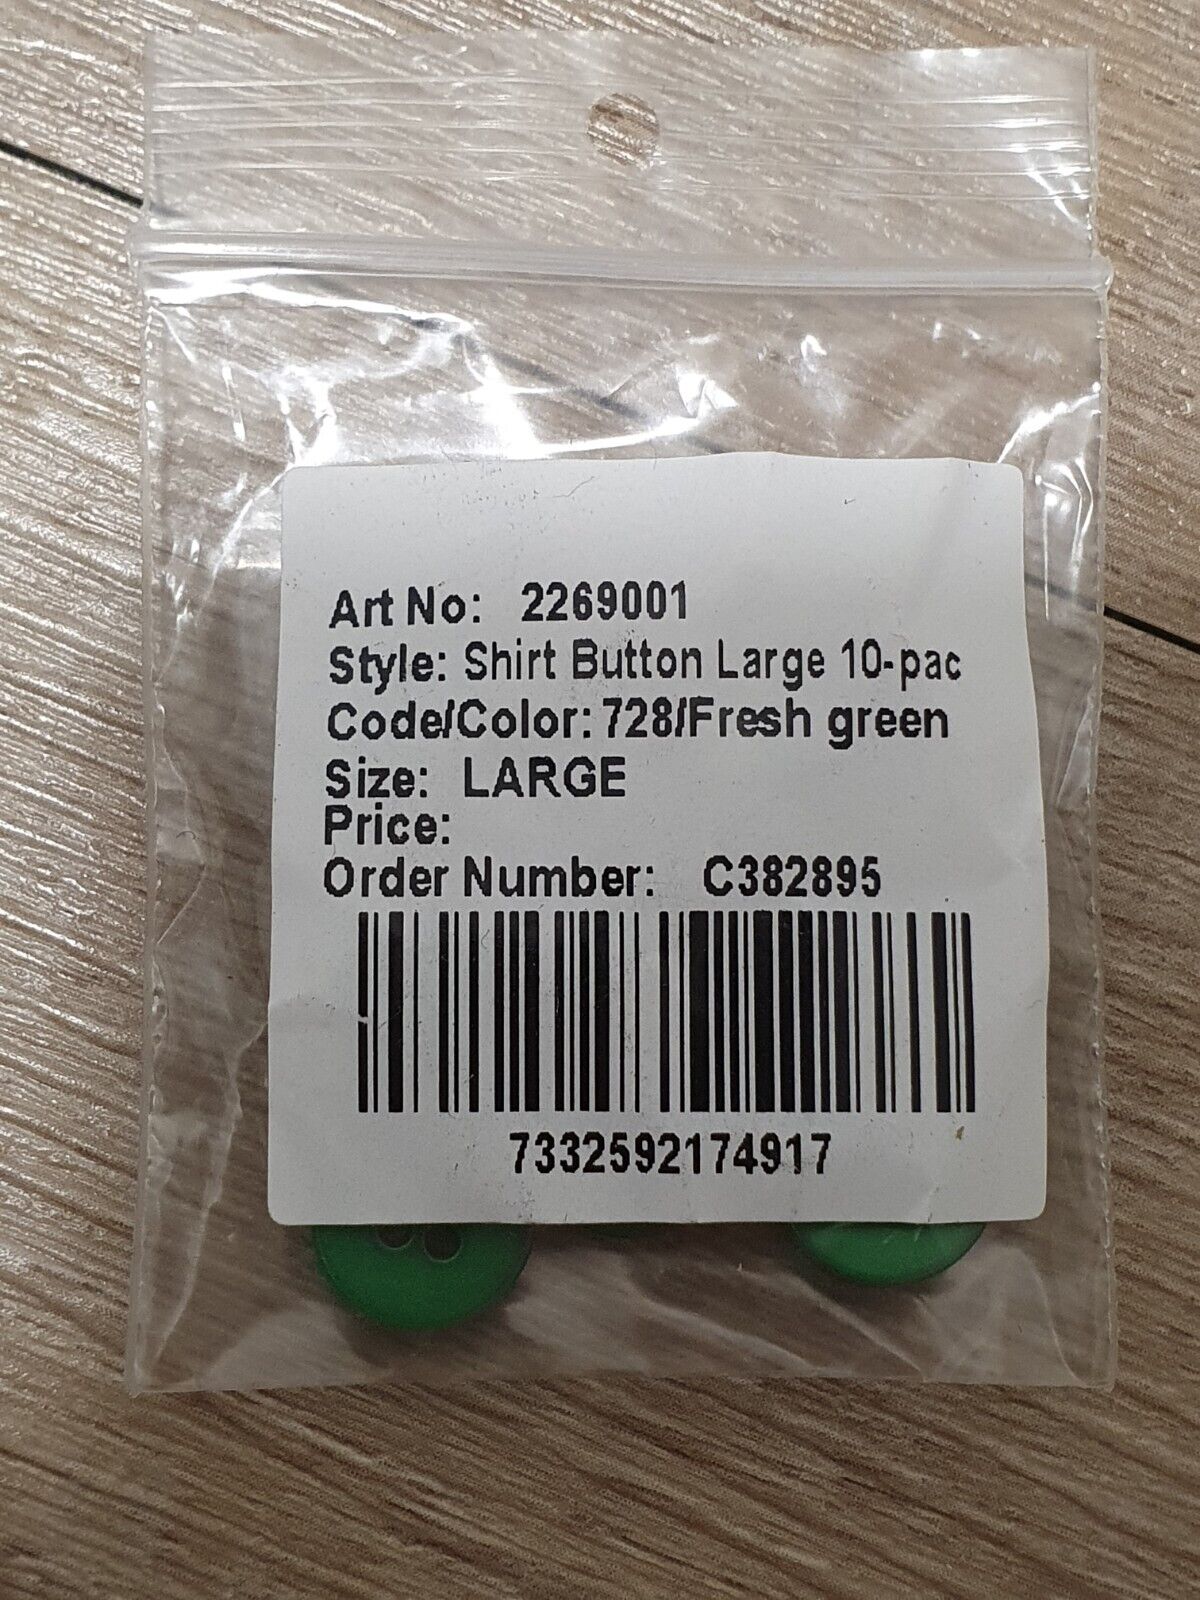 Art No: 2269001
Style: Shirt Button Large 10-pac
Code/Color: 728/Fresh green
Size: LARGE
Price:
Order Number: C382895
7332592174917